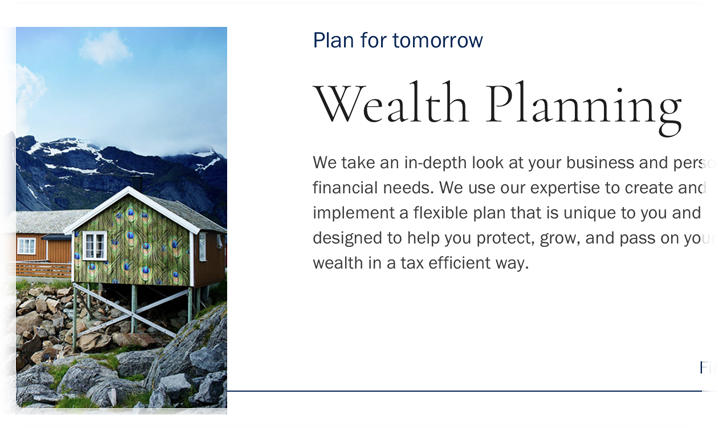 Plan for tomorrow
Wealth Planning
We take an in-depth look at your business and
financial needs. We use our expertise to create and
implement a flexible plan that is unique to you and
designed to help you protect, grow, and pass on your
wealth in a tax efficient way.